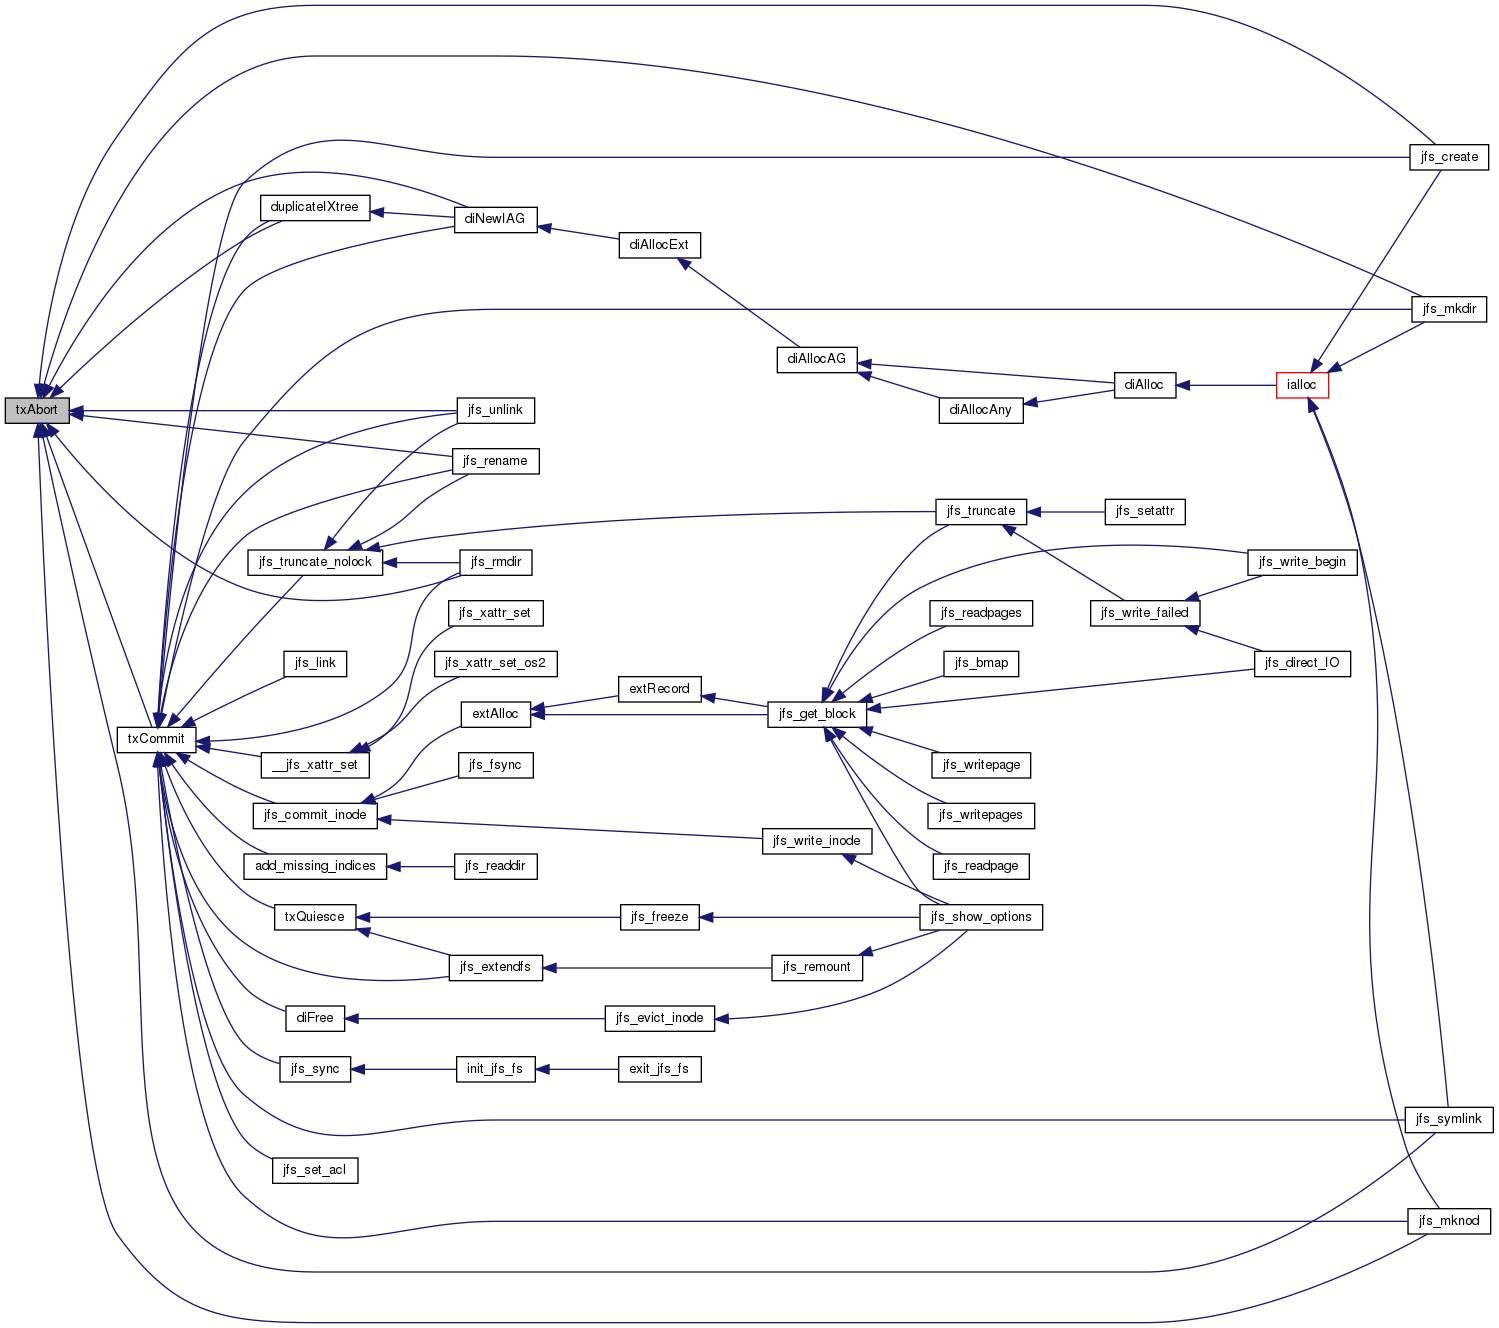 jfs_create
duplicateIXtree
diNewIAG
diAllocExt
jfs_mkdir
diAllocAG
diAlloc
ialloc
txAbort
jfs_unlink
diAllocAny
jfs_rename
jfs_truncate
jfs_setattr
jfs_truncate_nolock
jfs_rmdir
jfs_write_begin
jfs_xattr_set
jfs_readpages
jfs_write_failed
jfs_link
jfs_xattr_set_os2
jfs_bmap
jfs_direct_IO
extRecord
extAlloc
jfs_get_block
txCommit
__jfs_xattr_set
jfs_fsync
jfs_writepage
jfs_commit_inode
jfs_writepages
jfs_write_inode
add_missing_indices
jfs_readdir
jfs_readpage
txQuiesce
jfs_freeze
jfs_show_options
jfs_extendfs
jfs_remount
diFree
jfs_evict_inode
jfs_sync
init_jfs_fs
exit_jfs_fs
jfs_symlink
jfs_set_acl
jfs_mknod